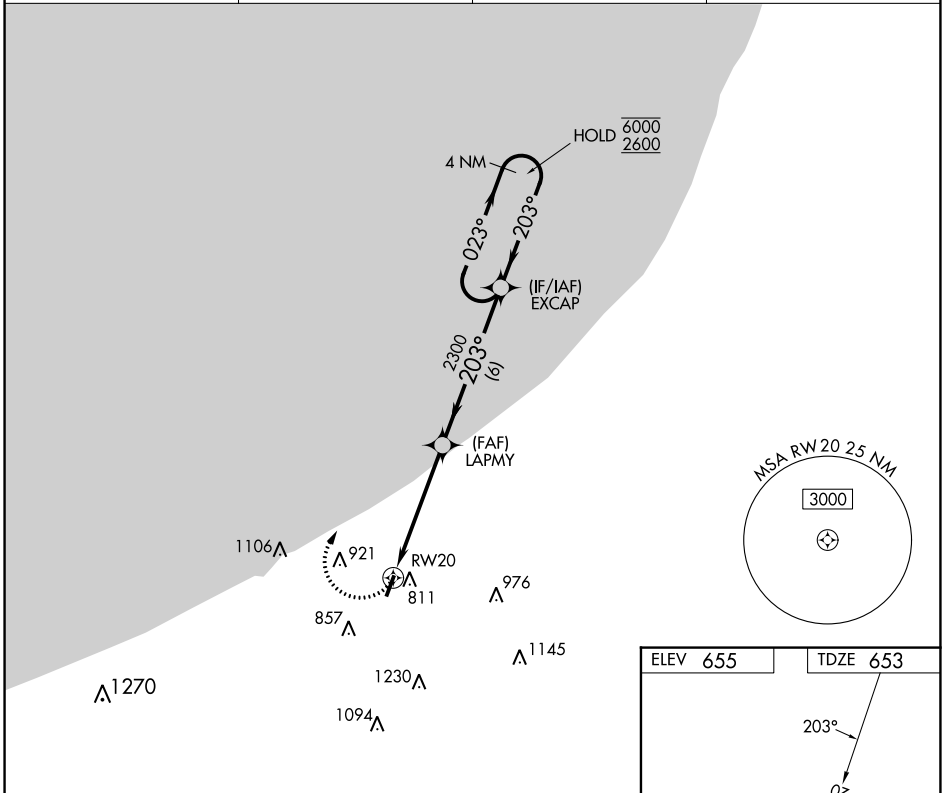 HOLD 6000
2600
4 NM
023°
203°
(IF/IAF)
EXCAP
2300
203°
(6)
(FAF)
LAPMY
MSA RW20 25 NM
3000
1106
921
RW20
811
976
857
1145
1230
1270
1094
ELEV 655
TDZE 653
203°